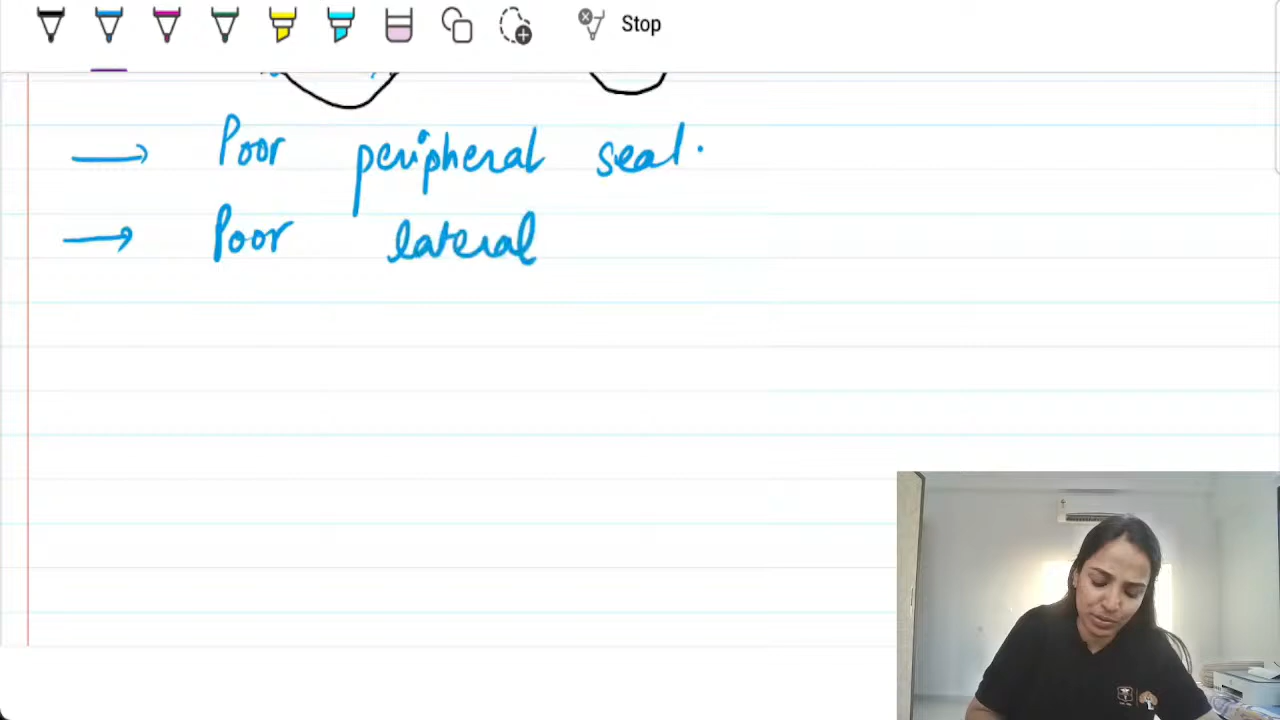 Stop
→ Poor peripheral seal.
→ Poor lateral